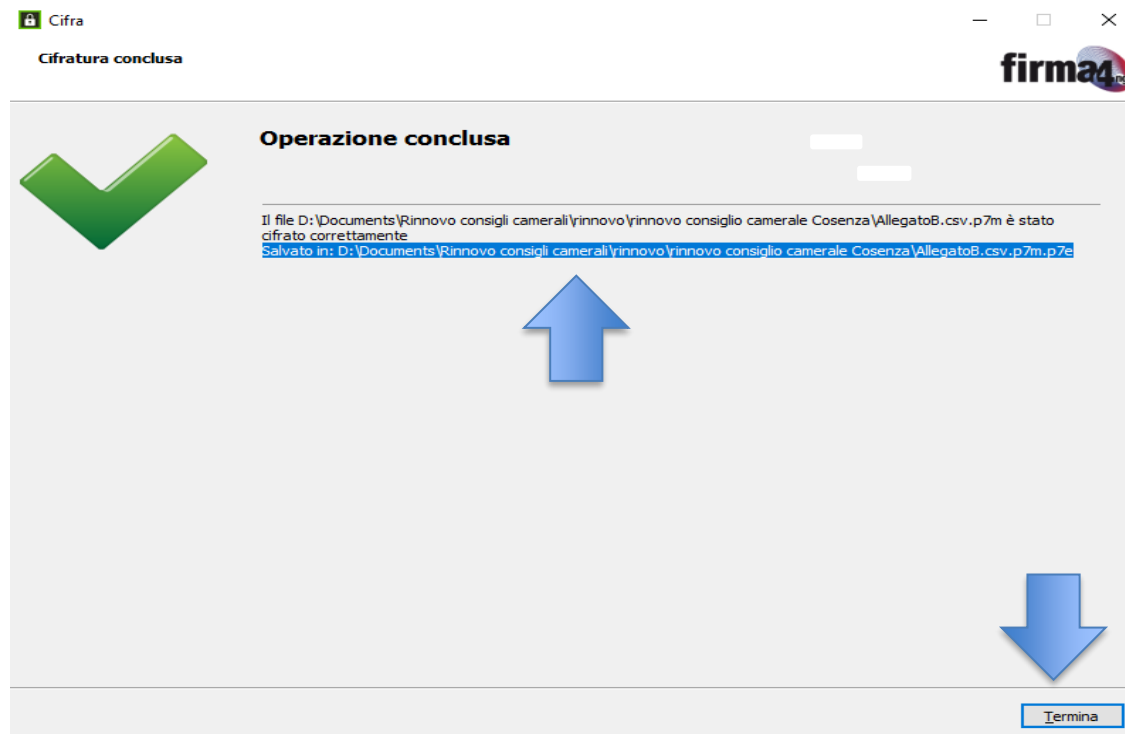 Cifra
Cifratura conclusa
firma4
Operazione conclusa
Il file D:\Documents\Rinnovo consigli camerali\rinnovo\rinnovo consiglio camerale Cosenza\AllegatoB.csv.p7m è stato
cifrato correttamente
Salvato in: D:\Documents\Rinnovo consigli camerali\rinnovo\rinnovo consiglio camerale Cosenza\AllegatoB.csv.p7m.p7e
Termina